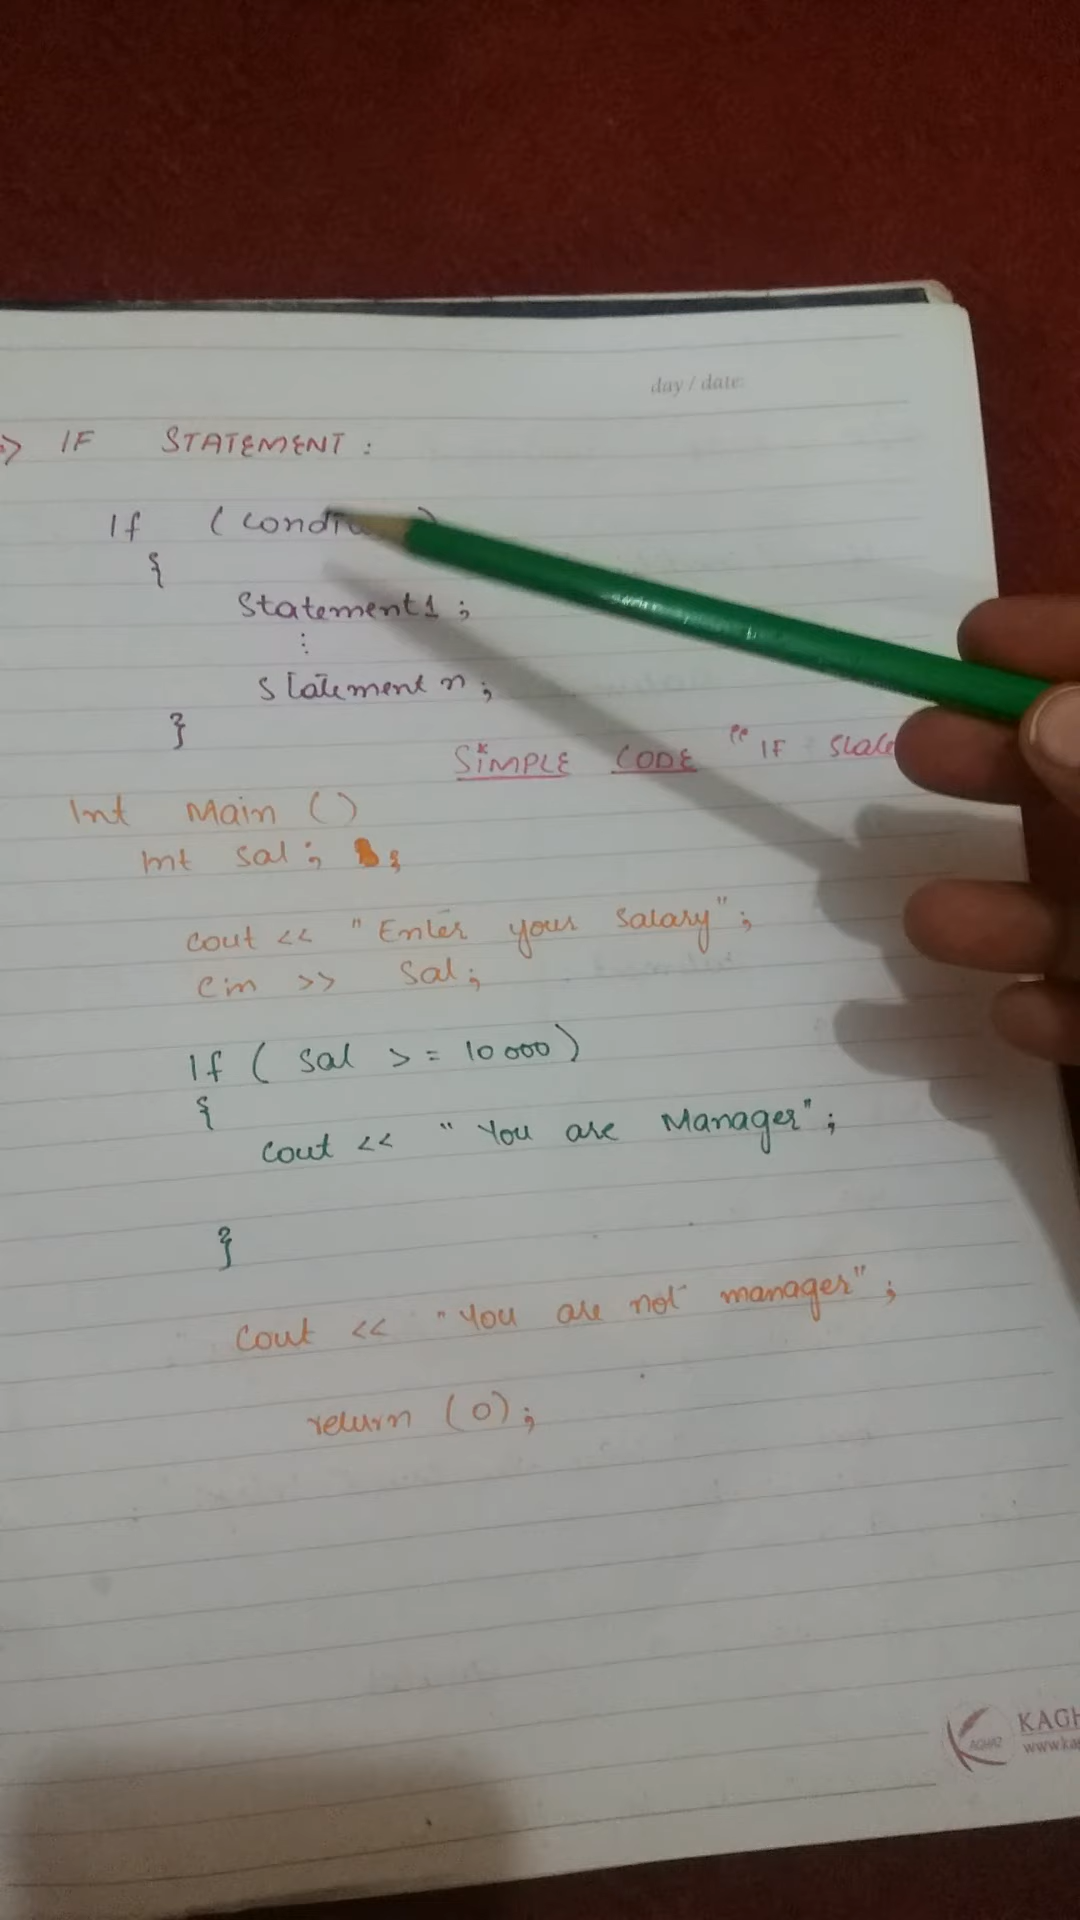 day / date:
IF STATEMENT :
If (
{
Statement1 ;
⋮
Statement n ;
}
SIMPLE CODE " IF
Int Main ()
Int sal ; ;
cout << " Enter your Salary" ;
Cin >> Sal ;
If ( Sal >= 10000 )
{
cout << " You are Manager" ;
}
Cout << " You are not manager" ;
return (0) ;
KAGHAZ